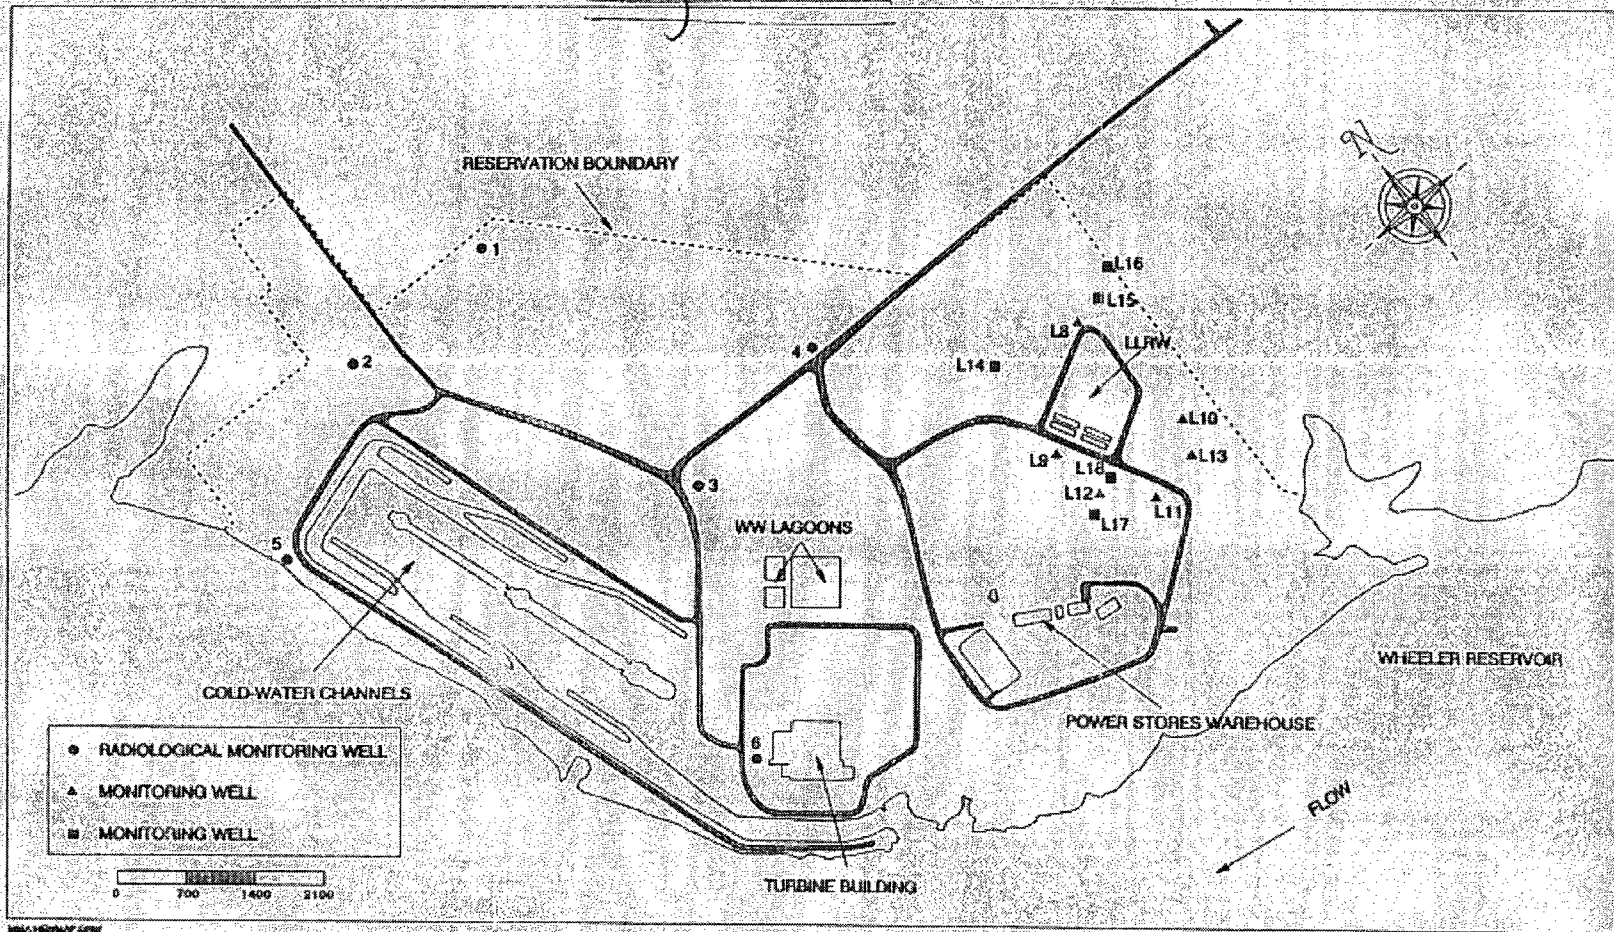 N
RESERVATION BOUNDARY
1
L16
L15
L8
LLRW
4
2
L14
L10
L9
L18
L13
3
L12
L11
L17
WW LAGOONS
5
WHEELER RESERVOIR
COLD-WATER CHANNELS
POWER STORES WAREHOUSE
6
RADIOLOGICAL MONITORING WELL
MONITORING WELL
MONITORING WELL
FLOW
TURBINE BUILDING
0 700 1400 2100